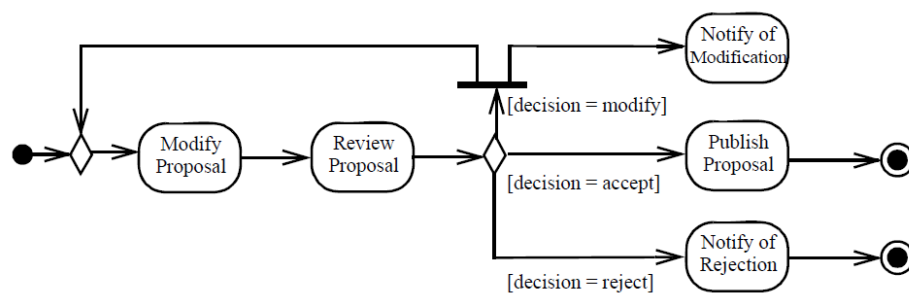 Notify of
Modification
[decision = modify]
Modify
Proposal
Review
Proposal
Publish
Proposal
[decision = accept]
Notify of
Rejection
[decision = reject]